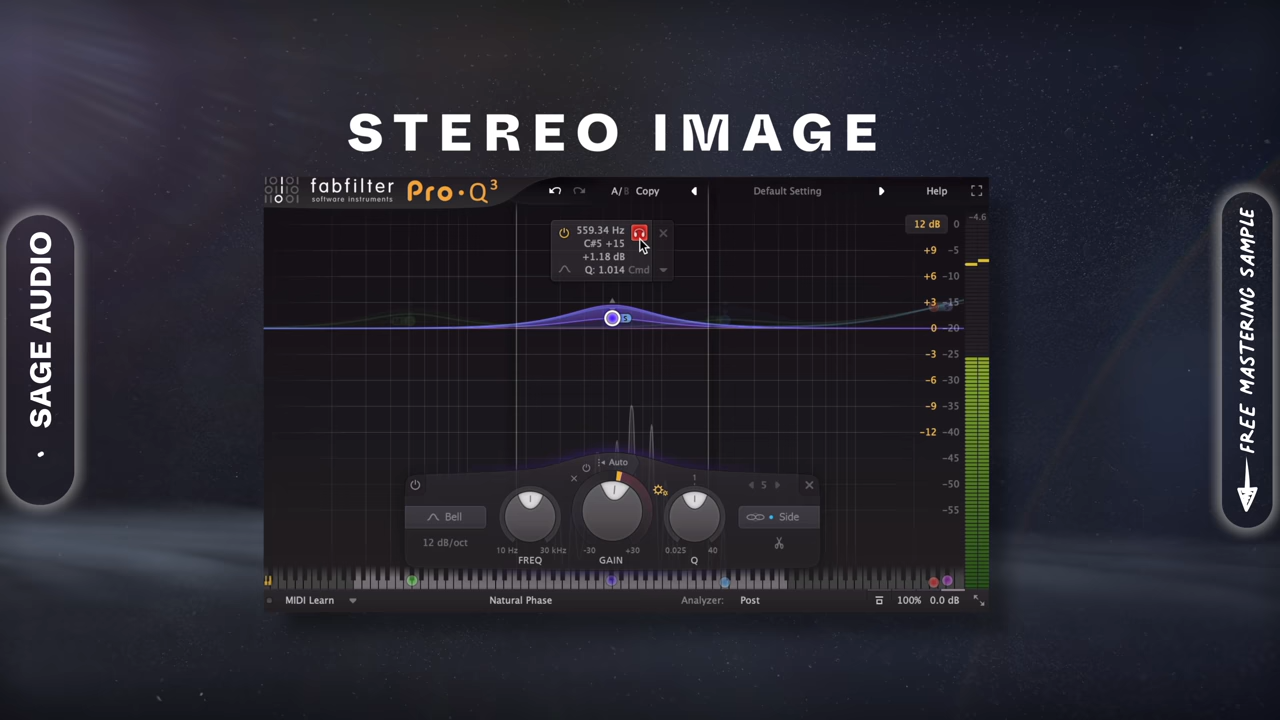 STEREO IMAGE
• SAGE AUDIO
FREE MASTERING SAMPLE
fabfilter
software instruments
Pro·Q³
A/B Copy
Default Setting
Help
559.34 Hz
C#5 +15
+1.18 dB
Q: 1.014 Cmd
12 dB
-4.6
0
+9 -5
+6 -10
+3 -15
0 -20
-3 -25
-6 -30
-9 -35
-12 -40
-45
-50
-55
S
Auto
1
S
Bell
12 dB/oct
10 Hz 30 kHz
FREQ
-30 +30
GAIN
0.025 40
Q
Side
MIDI Learn
Natural Phase
Analyzer: Post
100% 0.0 dB